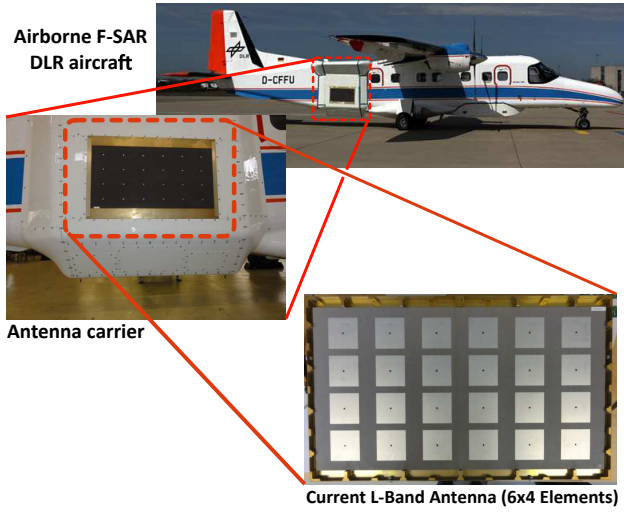 Airborne F-SAR
DLR aircraft
DLR
D-CFFU
Antenna carrier
Current L-Band Antenna (6x4 Elements)